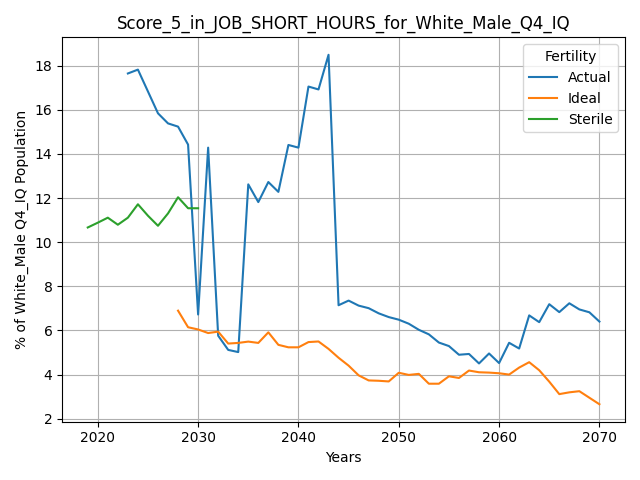 Score_5_in_JOB_SHORT_HOURS_for_White_Male_Q4_IQ
Fertility
Actual
Ideal
Sterile
% of White_Male Q4_IQ Population
18
16
14
12
10
8
6
4
2
2020 2030 2040 2050 2060 2070
Years